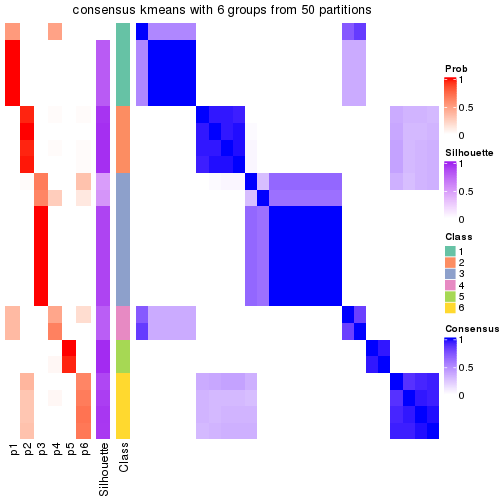 consensus kmeans with 6 groups from 50 partitions
Prob
1
0.5
0
Silhouette
1
0.5
0
Class
1
2
3
4
5
6
Consensus
1
0.5
0
p1
p2
p3
p4
p5
p6
Silhouette
Class